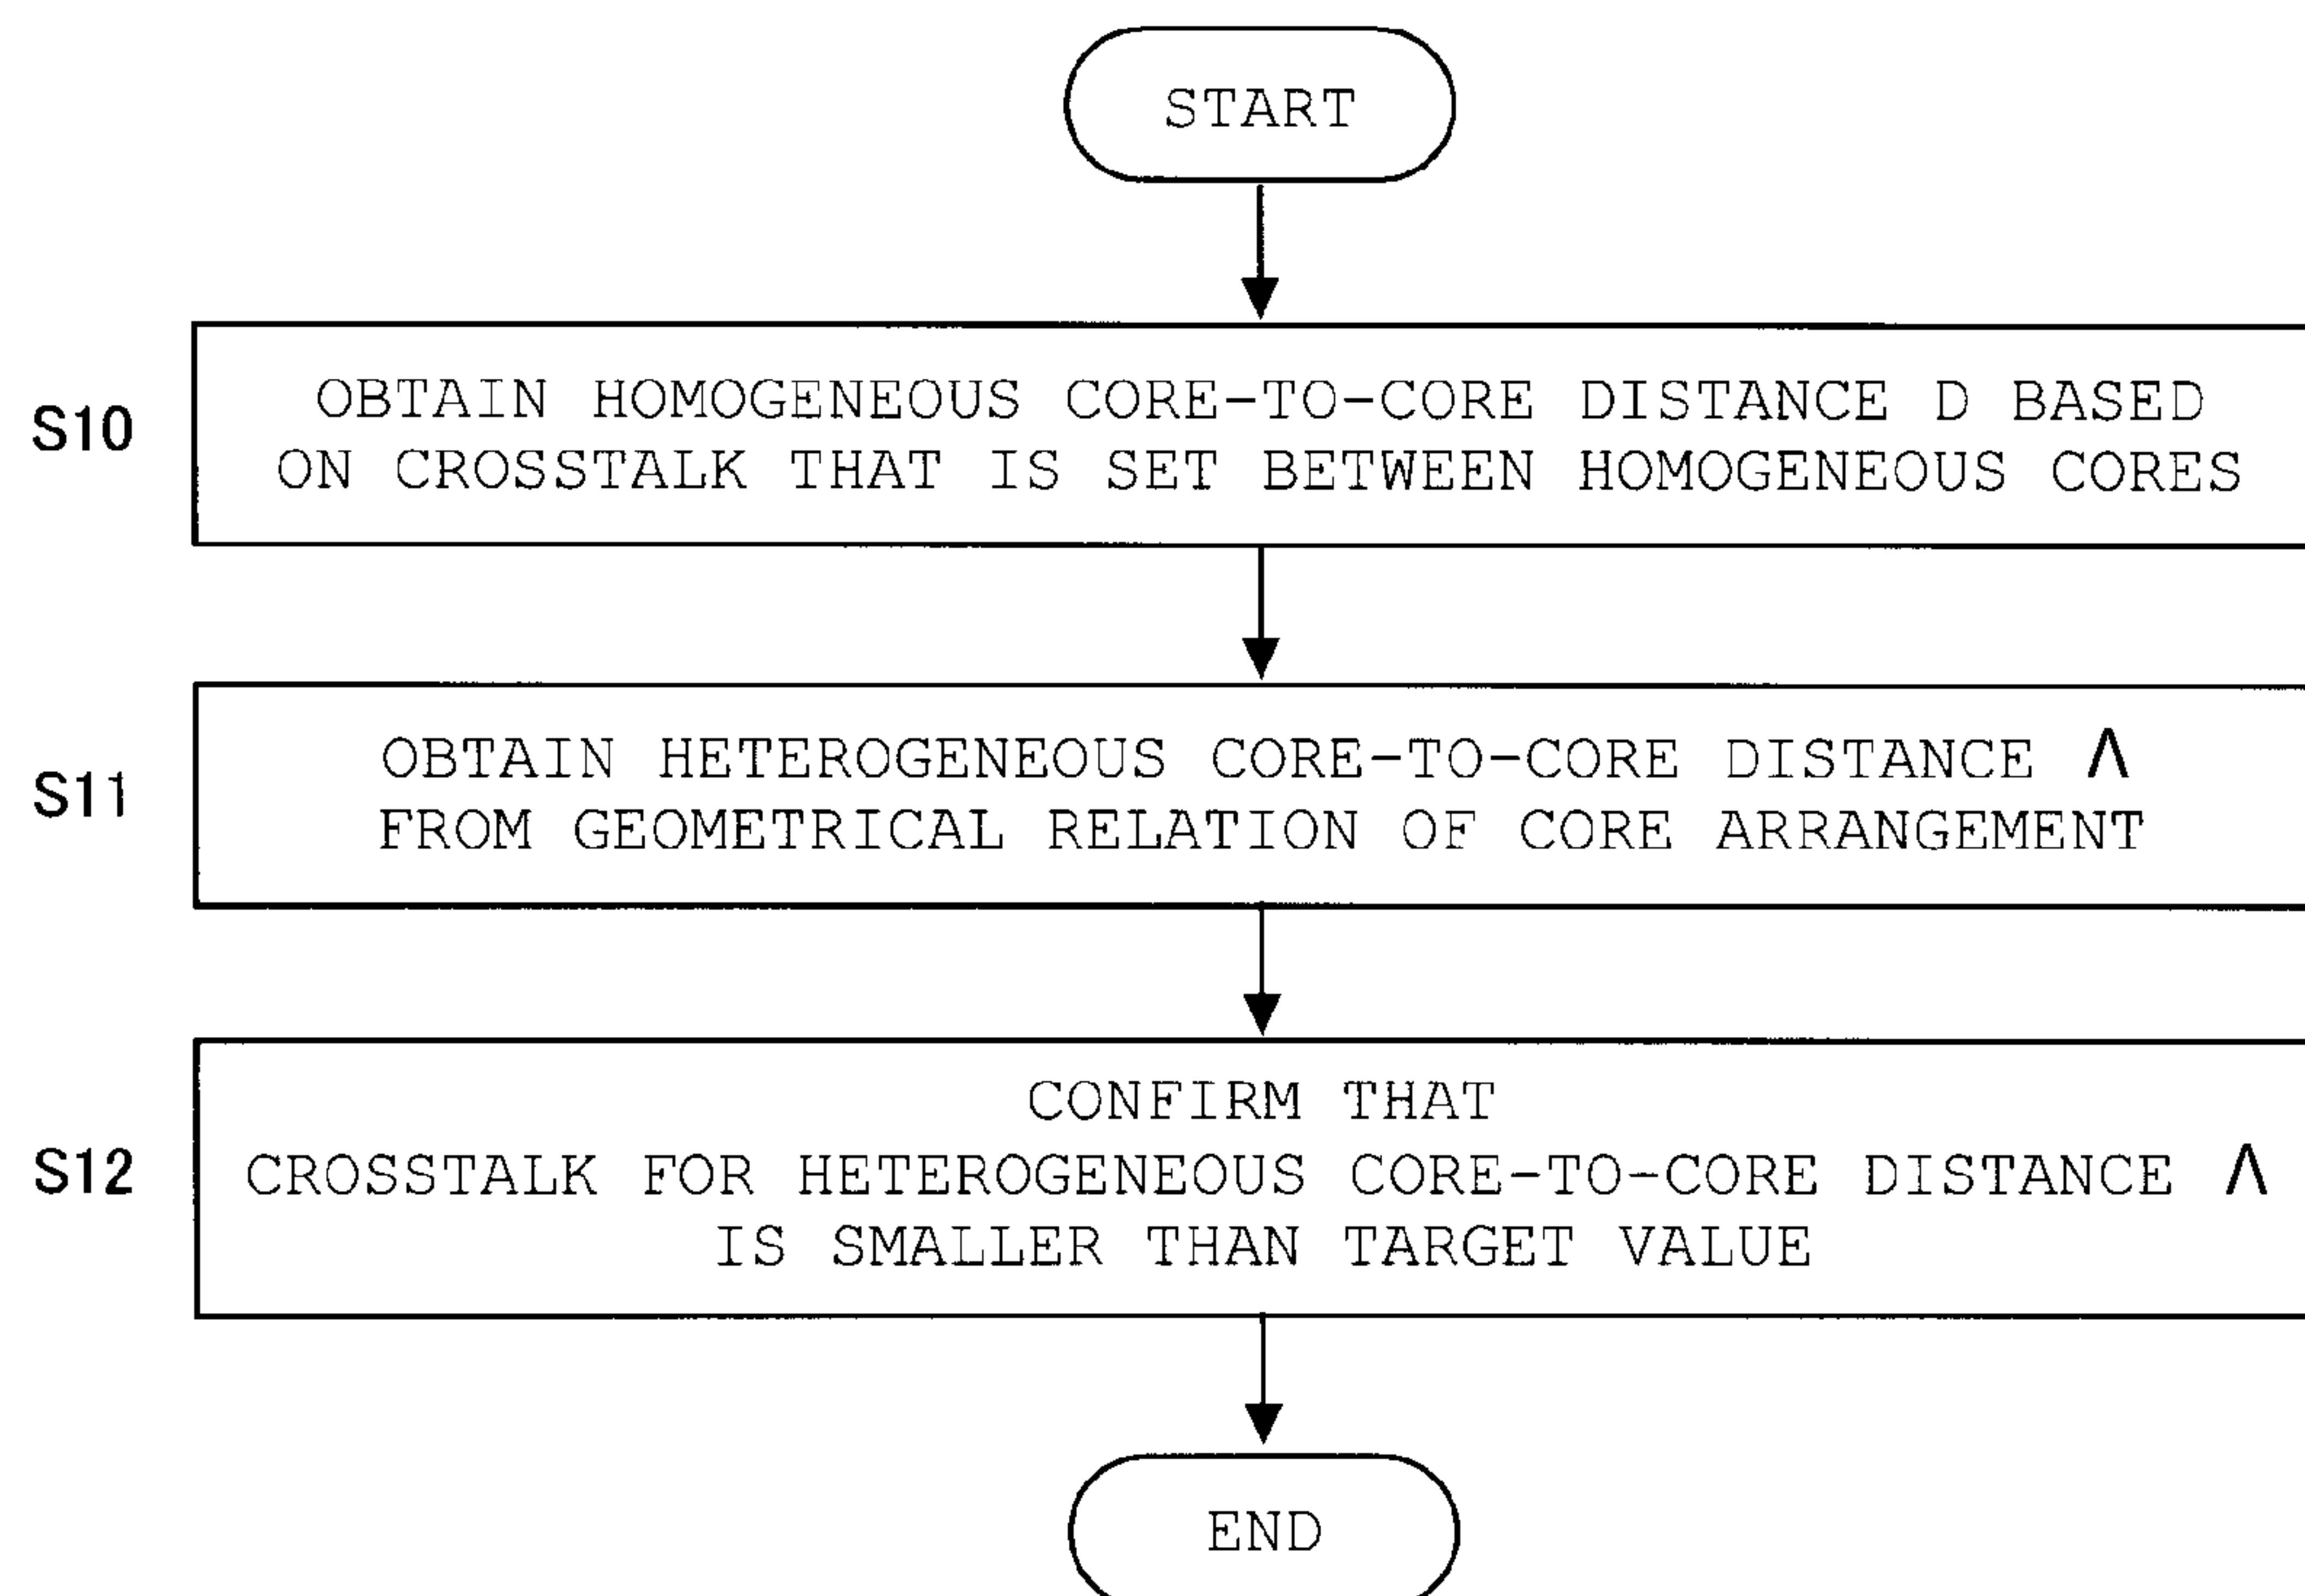 START
S10
OBTAIN HOMOGENEOUS CORE-TO-CORE DISTANCE D BASED
ON CROSSTALK THAT IS SET BETWEEN HOMOGENEOUS CORES
S11
OBTAIN HETEROGENEOUS CORE-TO-CORE DISTANCE Λ
FROM GEOMETRICAL RELATION OF CORE ARRANGEMENT
S12
CONFIRM THAT
CROSSTALK FOR HETEROGENEOUS CORE-TO-CORE DISTANCE Λ
IS SMALLER THAN TARGET VALUE
END